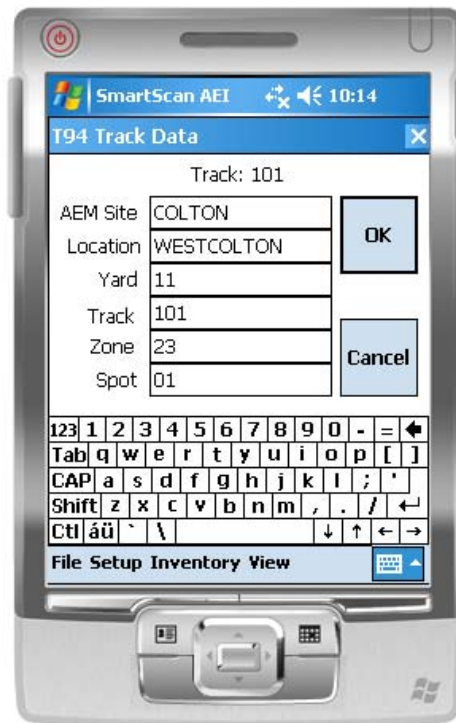 SmartScan AEI 10:14
T94 Track Data
Track: 101
AEM Site COLTON
Location WESTCOLTON
Yard 11
Track 101
Zone 23
Spot 01
OK
Cancel
123 1 2 3 4 5 6 7 8 9 0 - =
Tab q w e r t y u i o p [ ]
CAP a s d f g h j k l ; '
Shift z x c v b n m , . /
Ctl áü ` \
File Setup Inventory View